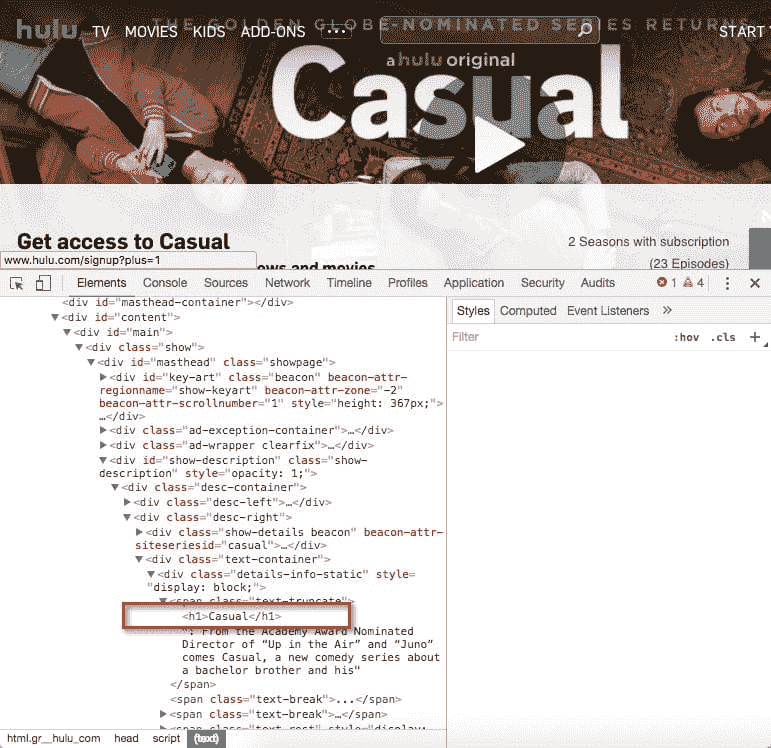 THE GOLDEN GLOBE-NOMINATED SERIES RETURNS
hulu TV MOVIES KIDS ADD-ONS ... START
a hulu original
Casual
Get access to Casual
2 Seasons with subscription
www.hulu.com/signup?plus=1
ows and movies
(23 Episodes)
Elements Console Sources Network Timeline Profiles Application Security Audits 1 4
<div id="masthead-container"></div>
<div id="content">
<div id="main">
<div class="show">
<div id="masthead" class="showpage">
<div id="key-art" class="beacon" beacon-attr-
regionname="show-keyart" beacon-attr-zone="-2"
beacon-attr-scrollnumber="1" style="height: 367px;">
…</div>
<div class="ad-exception-container">…</div>
<div class="ad-wrapper clearfix">…</div>
<div id="show-description" class="show-
description" style="opacity: 1;">
<div class="desc-container">
<div class="desc-left">…</div>
<div class="desc-right">
<div class="show-details beacon" beacon-attr-
siteseriesid="casual">…</div>
<div class="text-container">
<div class="details-info-static" style=
"display: block;">
<span class="text-truncate">
<h1>Casual</h1>
": From the Academy Award Nominated
Director of “Up in the Air” and “Juno”
comes Casual, a new comedy series about
a bachelor brother and his"
</span>
<span class="text-break">...</span>
<span class="text-break">…</span>
<span class="text-rest" style="display:
html.gr__hulu_com head script (text)
Styles Computed Event Listeners »
Filter :hov .cls +